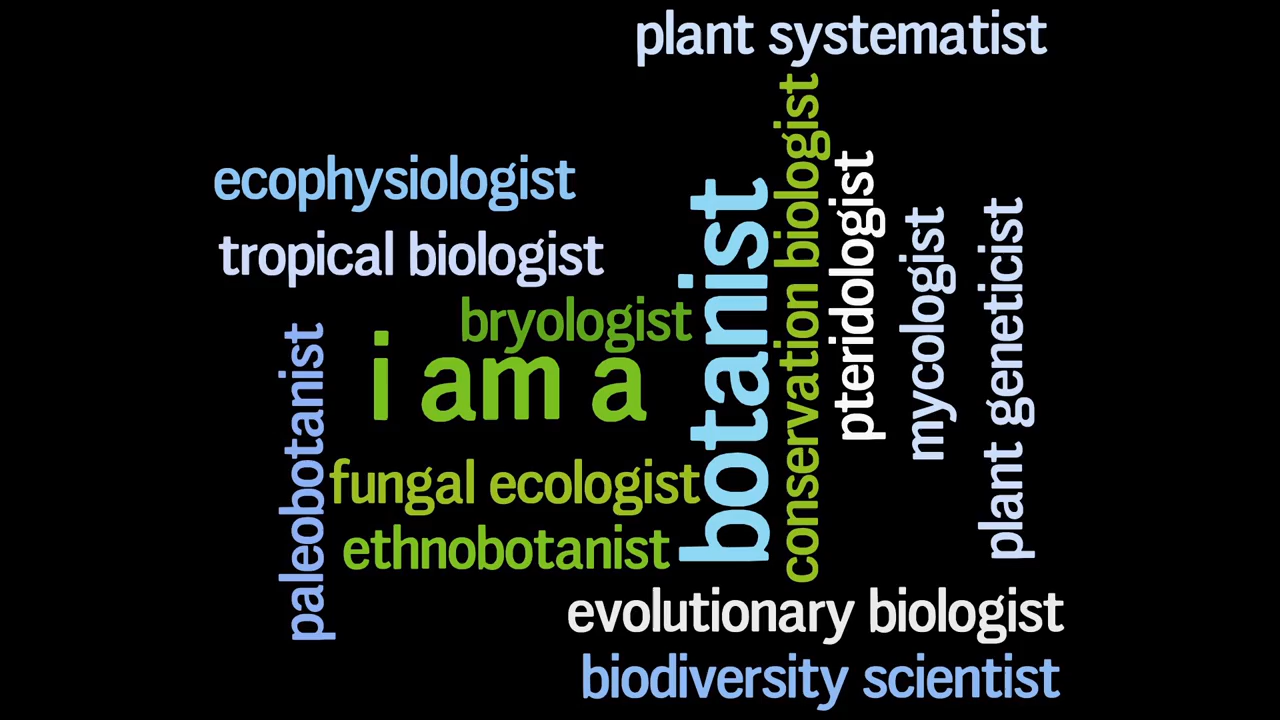 plant systematist
ecophysiologist
tropical biologist
bryologist
i am a
botanist
conservation biologist
pteridologist
mycologist
plant geneticist
paleobotanist
fungal ecologist
ethnobotanist
evolutionary biologist
biodiversity scientist